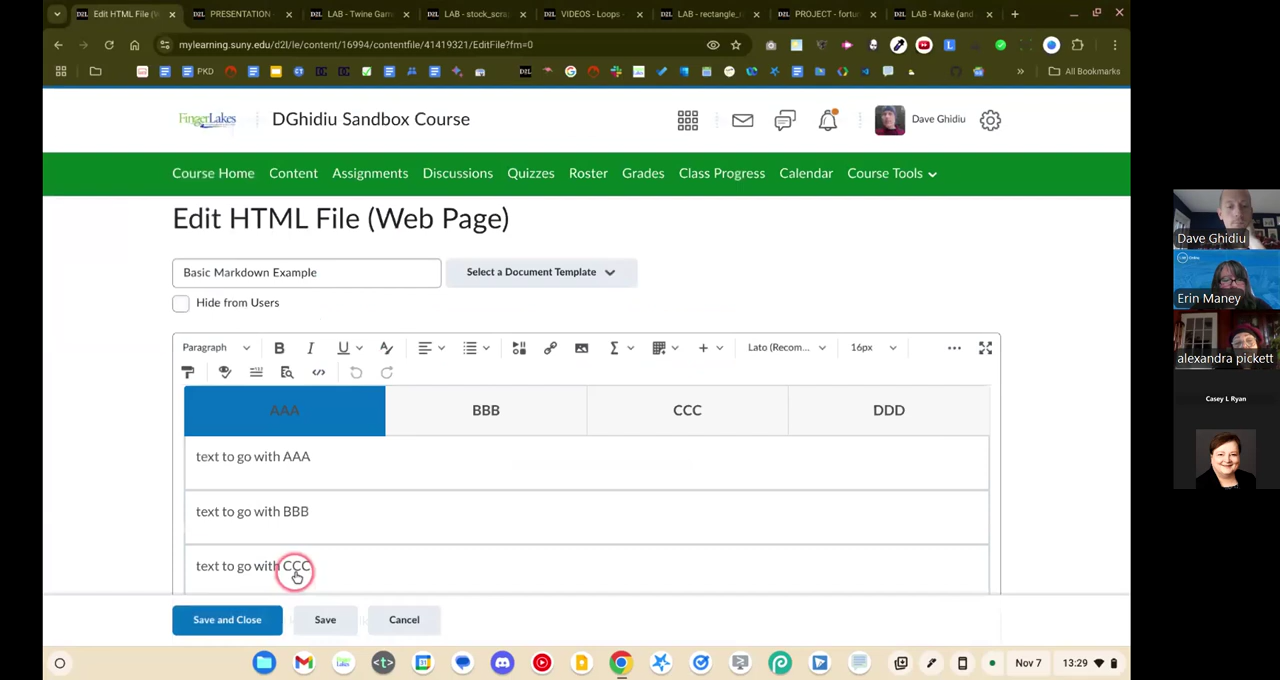 Edit HTML File (W
PRESENTATION
LAB - Twine Gam
LAB - stock_scra
VIDEOS - Loops -
LAB - rectangle_
PROJECT - fortu
LAB - Make (and
mylearning.suny.edu/d2l/le/content/16994/contentfile/41419321/EditFile?fm=0
PKD
D2L
All Bookmarks
FingerLakes
DGhidiu Sandbox Course
Dave Ghidiu
Course Home
Content
Assignments
Discussions
Quizzes
Roster
Grades
Class Progress
Calendar
Course Tools
Edit HTML File (Web Page)
Basic Markdown Example
Select a Document Template
Hide from Users
Paragraph
Lato (Recom...
16px
AAA
BBB
CCC
DDD
text to go with AAA
text to go with BBB
text to go with CCC
Save and Close
Save
Cancel
Nov 7
13:29
Dave Ghidiu
Erin Maney
alexandra pickett
Casey L Ryan